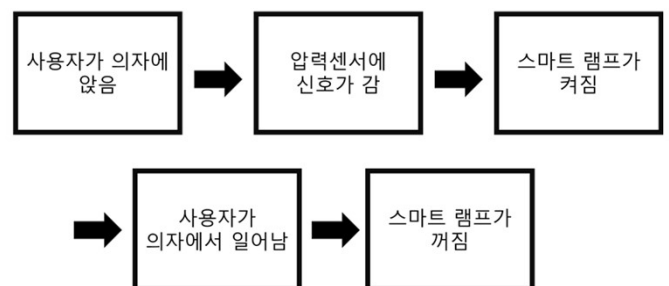 사용자가 의자에
앉음
압력센서에
신호가 감
스마트 램프가
켜짐
사용자가
의자에서 일어남
스마트 램프가
꺼짐